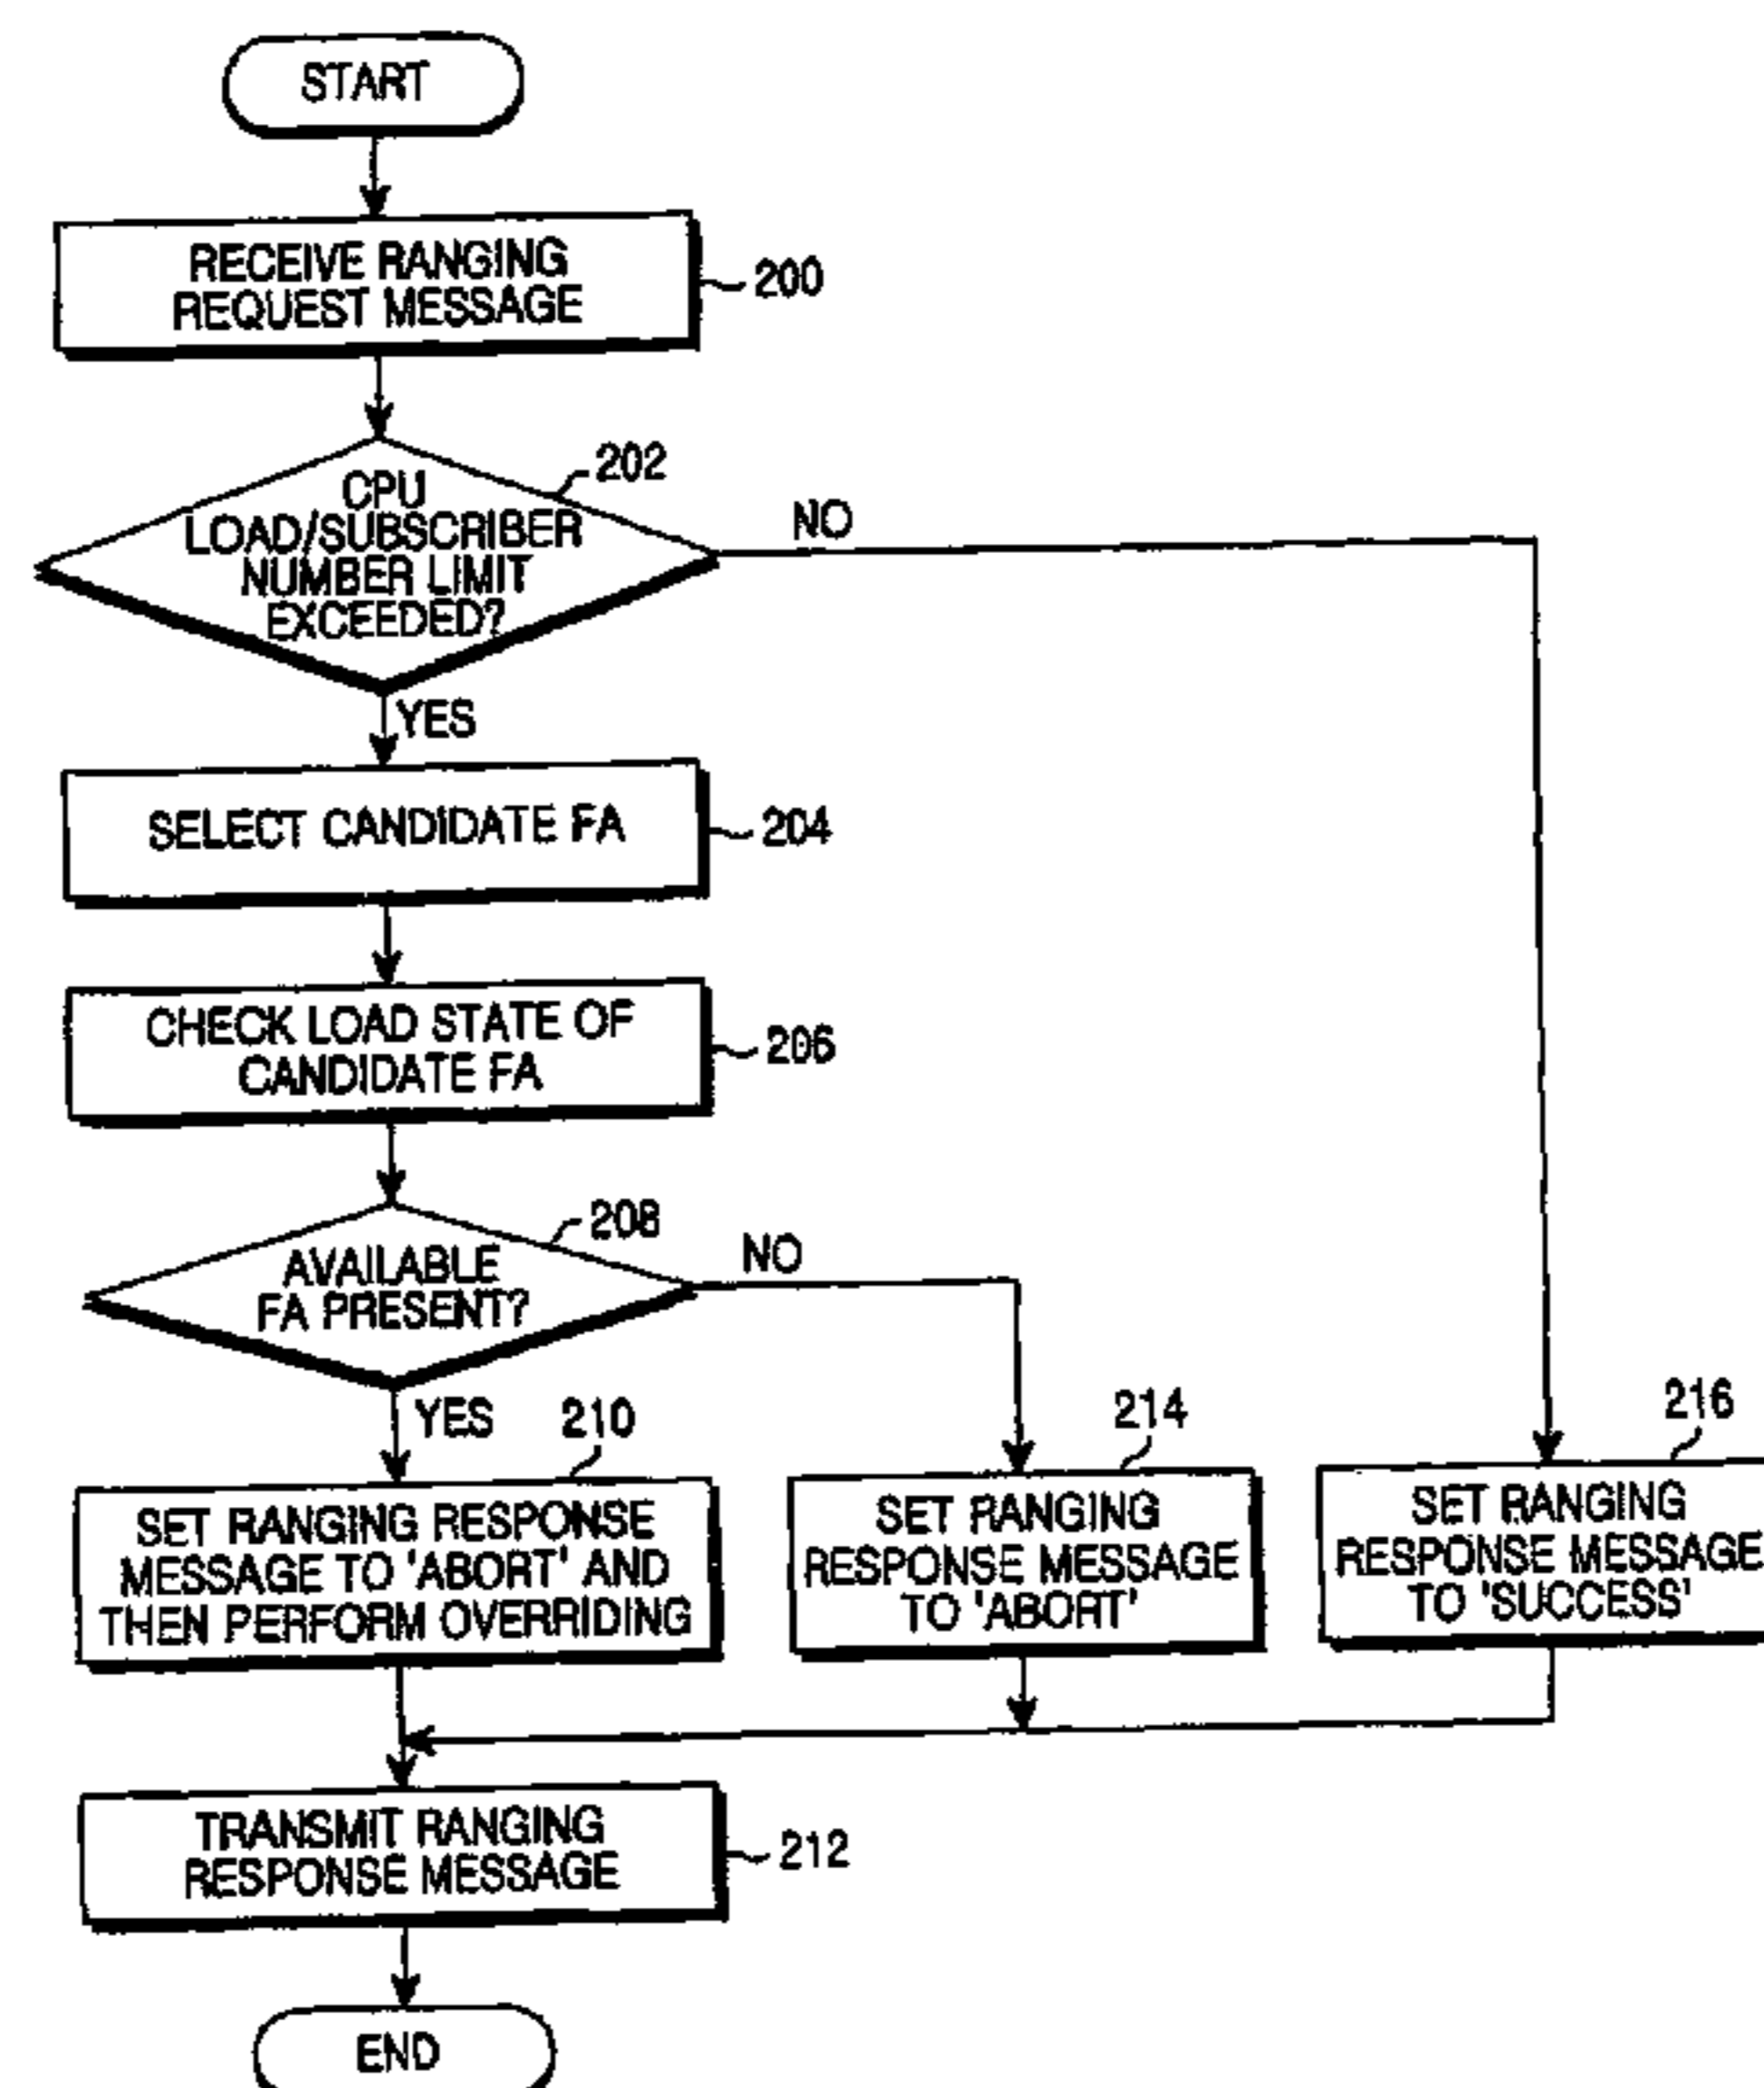 START
RECEIVE RANGING
REQUEST MESSAGE
200
202
CPU
LOAD/SUBSCRIBER
NUMBER LIMIT
EXCEEDED?
NO
YES
SELECT CANDIDATE FA
204
CHECK LOAD STATE OF
CANDIDATE FA
206
208
AVAILABLE
FA PRESENT?
NO
YES
210
SET RANGING RESPONSE
MESSAGE TO 'ABORT' AND
THEN PERFORM OVERRIDING
214
SET RANGING
RESPONSE MESSAGE
TO 'ABORT'
216
SET RANGING
RESPONSE MESSAGE
TO 'SUCCESS'
TRANSMIT RANGING
RESPONSE MESSAGE
212
END